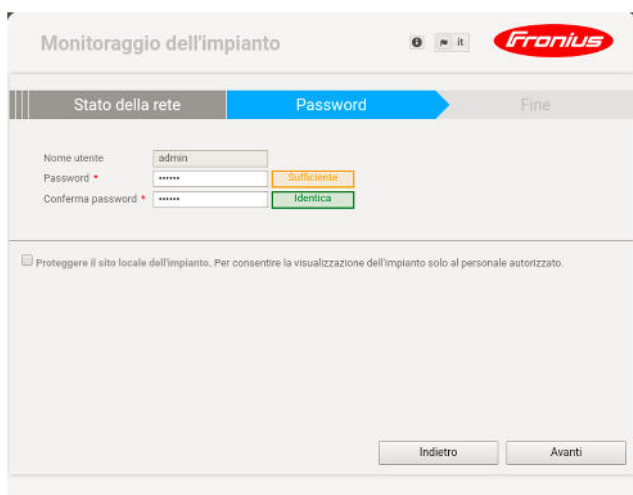 Monitoraggio dell'impianto
it
Fronius
Stato della rete
Password
Fine
Nome utente admin
Password * •••••• Sufficiente
Conferma password * •••••• Identica
Proteggere il sito locale dell'impianto. Per consentire la visualizzazione dell'impianto solo al personale autorizzato.
Indietro
Avanti